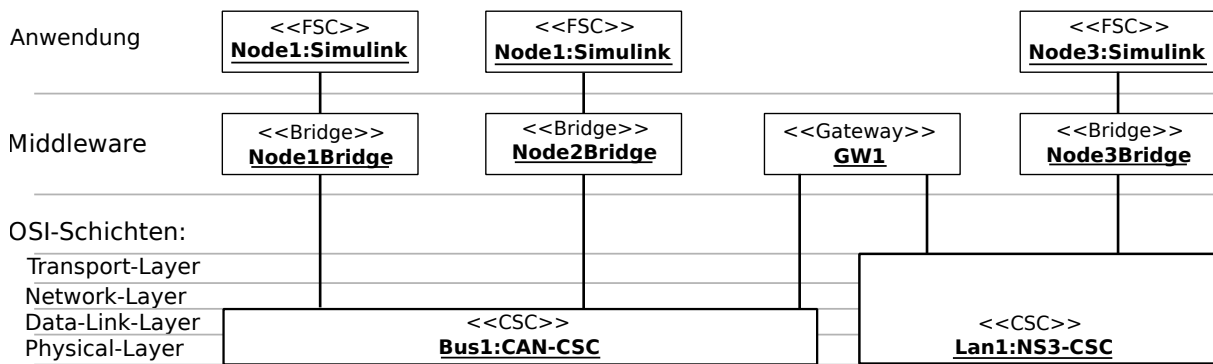 Anwendung
<<FSC>>
Node1:Simulink
<<FSC>>
Node1:Simulink
<<FSC>>
Node3:Simulink
Middleware
<<Bridge>>
Node1Bridge
<<Bridge>>
Node2Bridge
<<Gateway>>
GW1
<<Bridge>>
Node3Bridge
OSI-Schichten:
Transport-Layer
Network-Layer
Data-Link-Layer
Physical-Layer
<<CSC>>
Bus1:CAN-CSC
<<CSC>>
Lan1:NS3-CSC